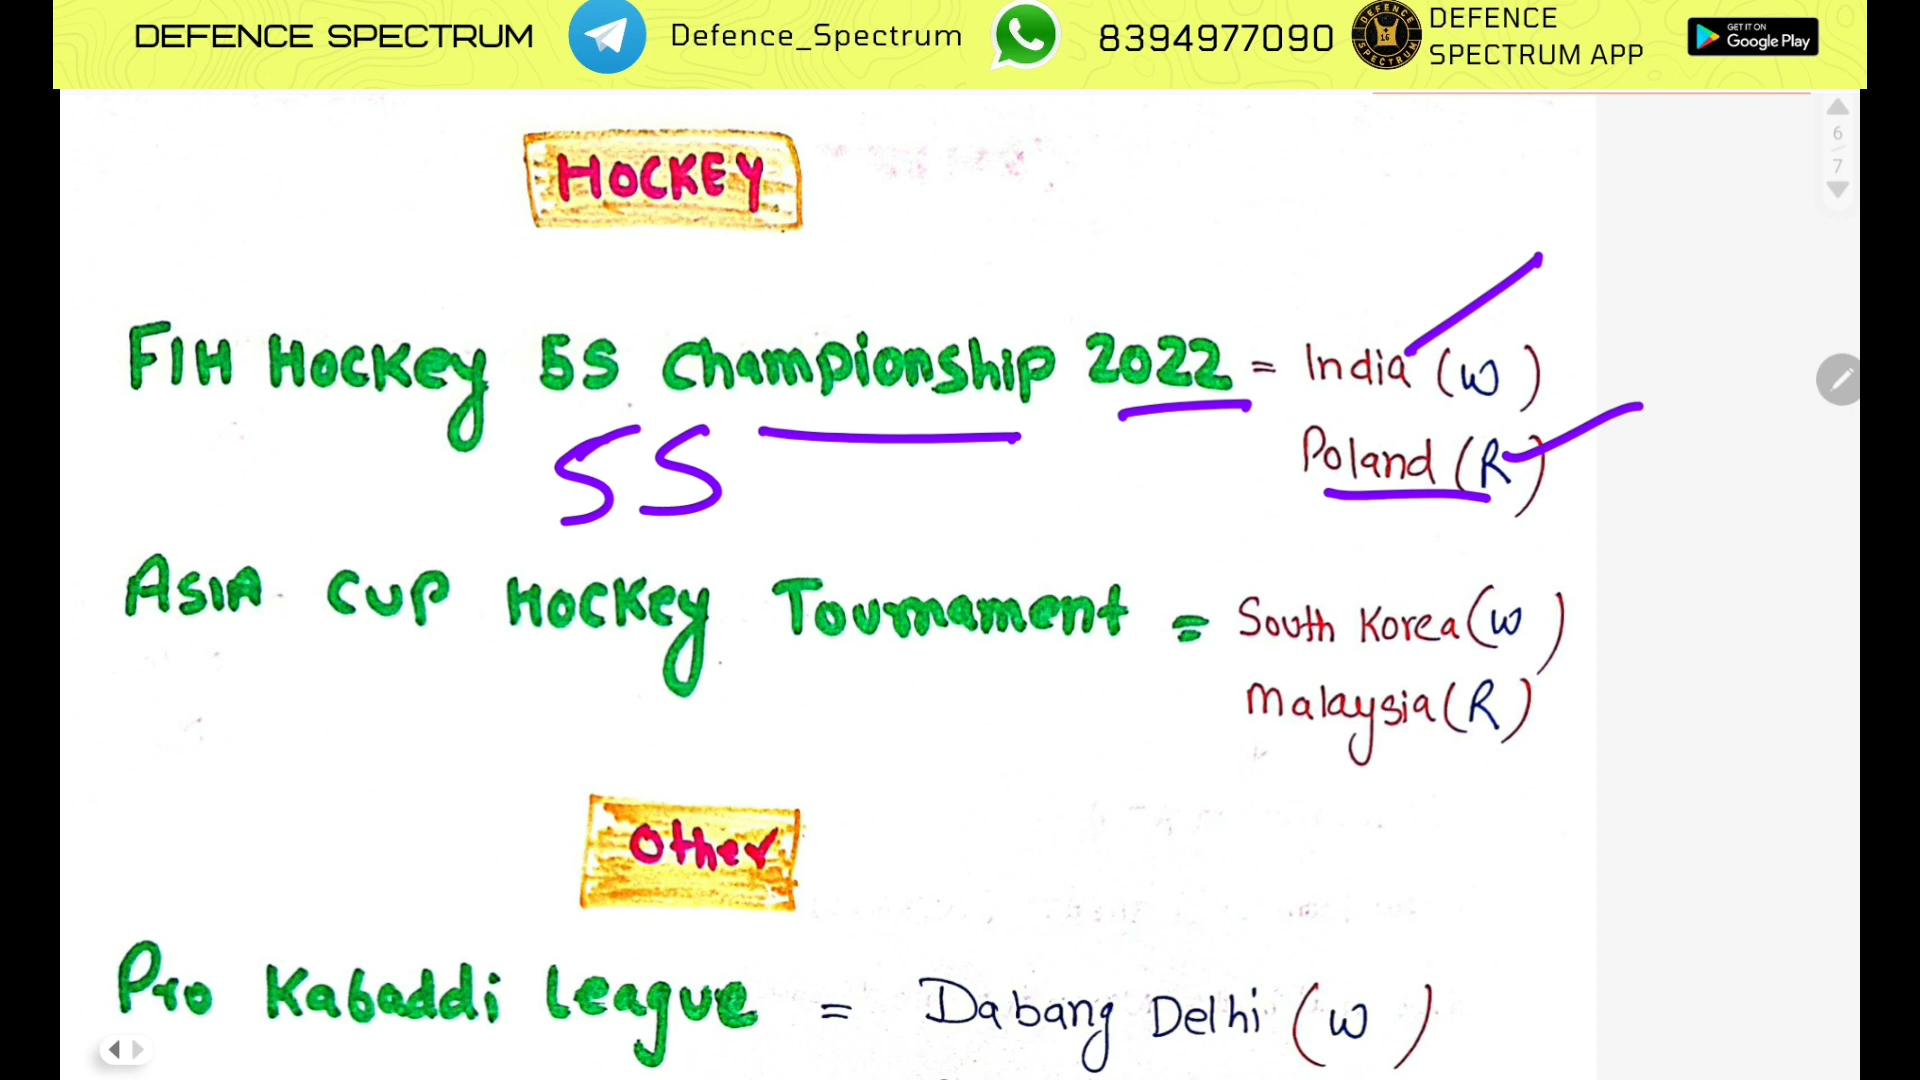 DEFENCE SPECTRUM Defence_Spectrum 8394977090 DEFENCE SPECTRUM APP GET IT ON Google Play
HOCKEY
6
7
FIH Hockey 5S Championship 2022 = India (W)
Poland (R)
5S
ASIA CUP HOCKEY Tournament = South Korea (W)
Malaysia (R)
Other
Pro Kabaddi League = Dabang Delhi (W)